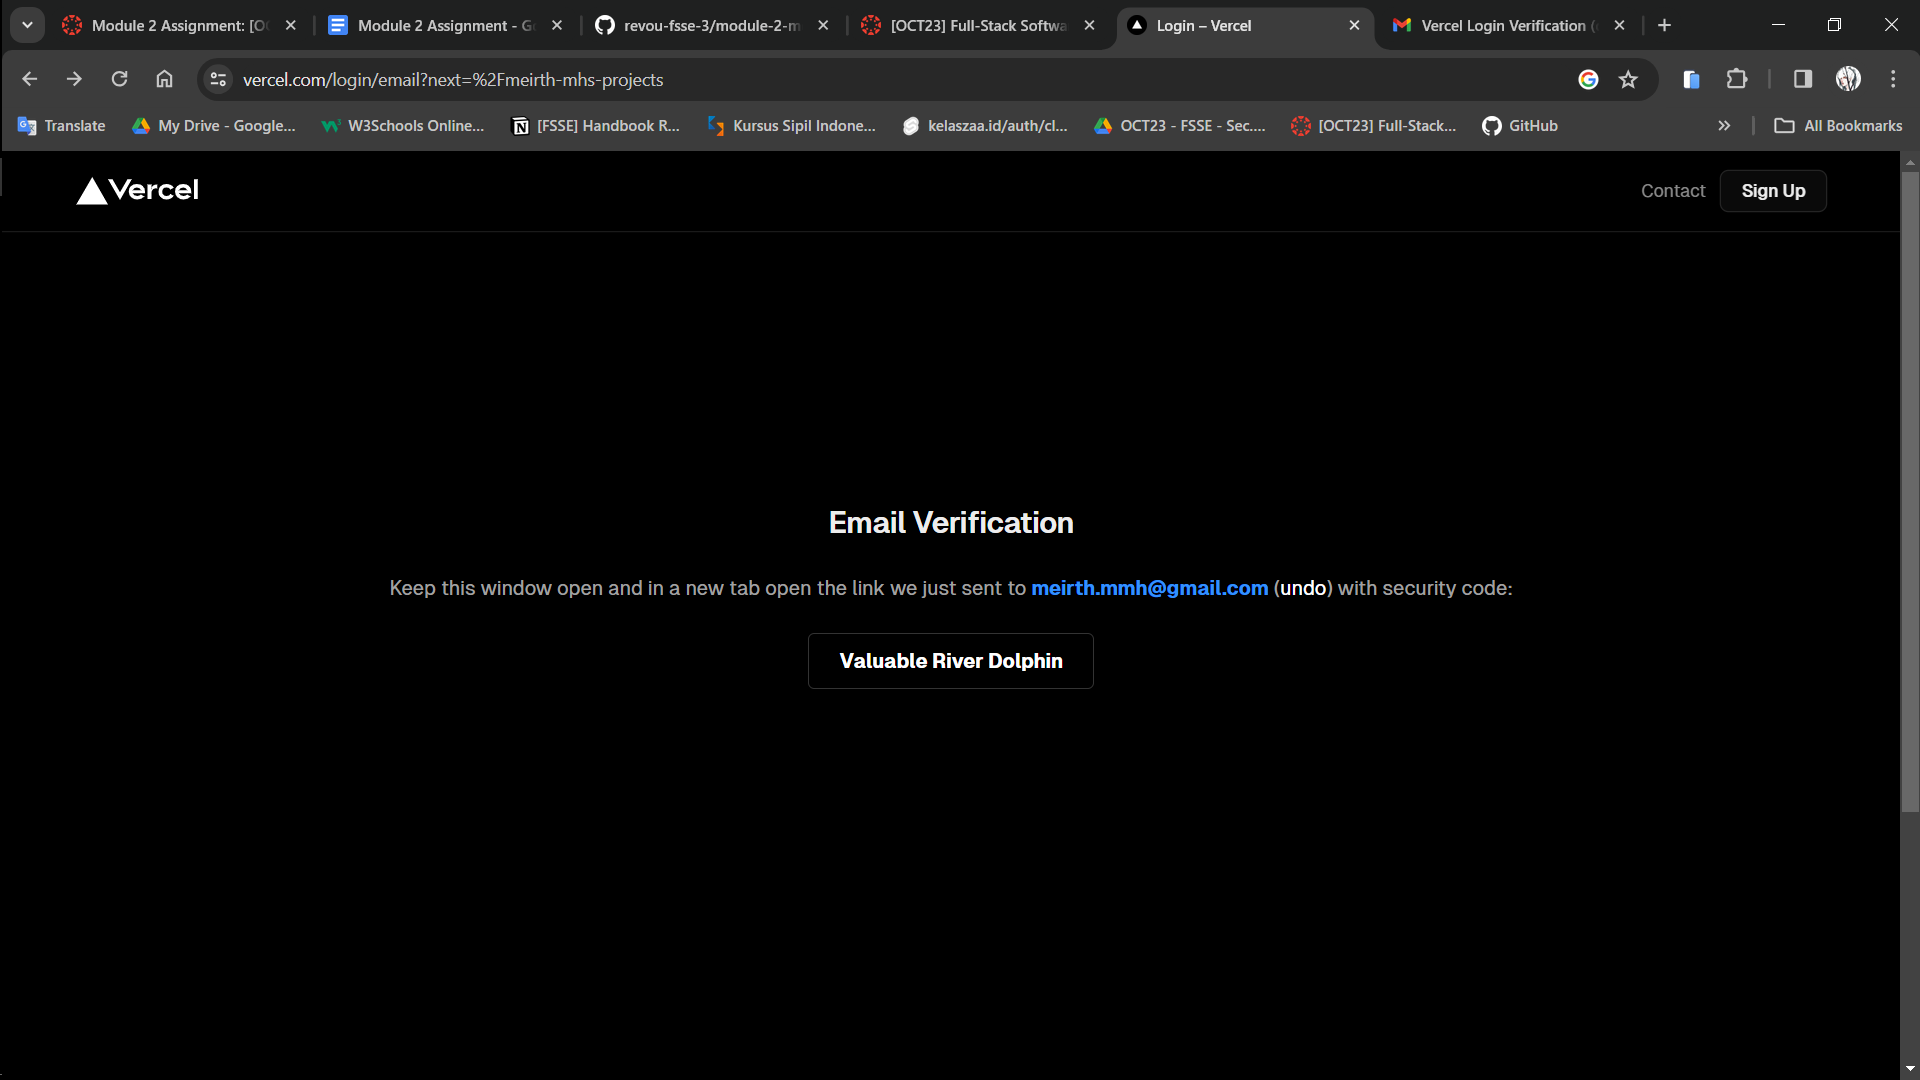 Module 2 Assignment: [O
Module 2 Assignment - G
revou-fsse-3/module-2-m
[OCT23] Full-Stack Softwa
Login – Vercel
Vercel Login Verification (
vercel.com/login/email?next=%2Fmeirth-mhs-projects
Translate
My Drive - Google...
W3Schools Online...
[FSSE] Handbook R...
Kursus Sipil Indone...
kelaszaa.id/auth/cl...
OCT23 - FSSE - Sec....
[OCT23] Full-Stack...
GitHub
All Bookmarks
Vercel
Contact
Sign Up
Email Verification
Keep this window open and in a new tab open the link we just sent to meirth.mmh@gmail.com (undo) with security code:
Valuable River Dolphin